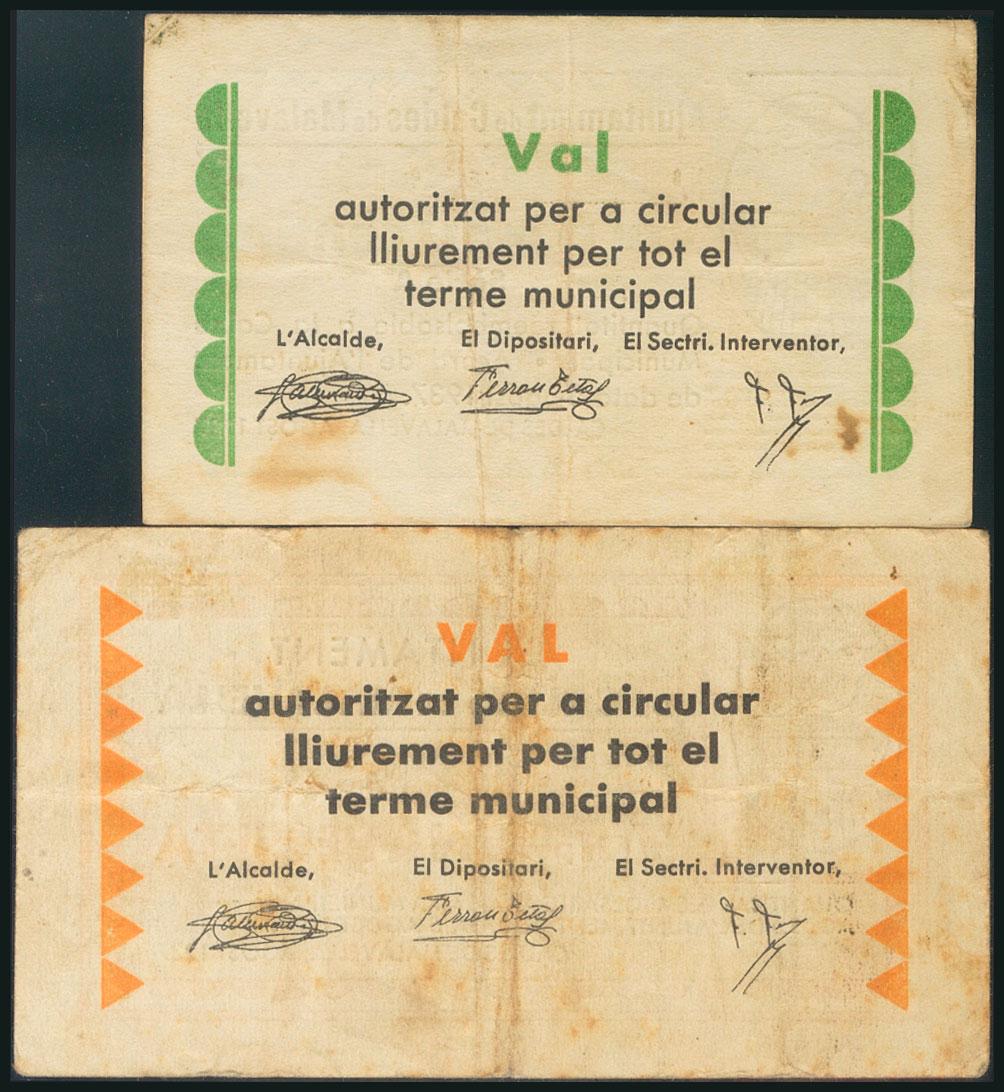 Val
autoritzat per a circular
lliurement per tot el
terme municipal
L'Alcalde, El Dipositari, El Sectri. Interventor,
VAL
autoritzat per a circular
lliurement per tot el
terme municipal
L'Alcalde, El Dipositari, El Sectri. Interventor,